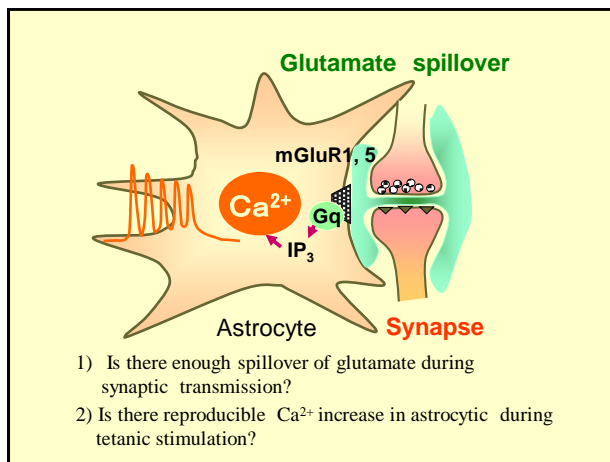 Glutamate spillover
mGluR1, 5
Ca²⁺
Gq
IP₃
Astrocyte
Synapse
1) Is there enough spillover of glutamate during
synaptic transmission?
2) Is there reproducible Ca²⁺ increase in astrocytic during
tetanic stimulation?